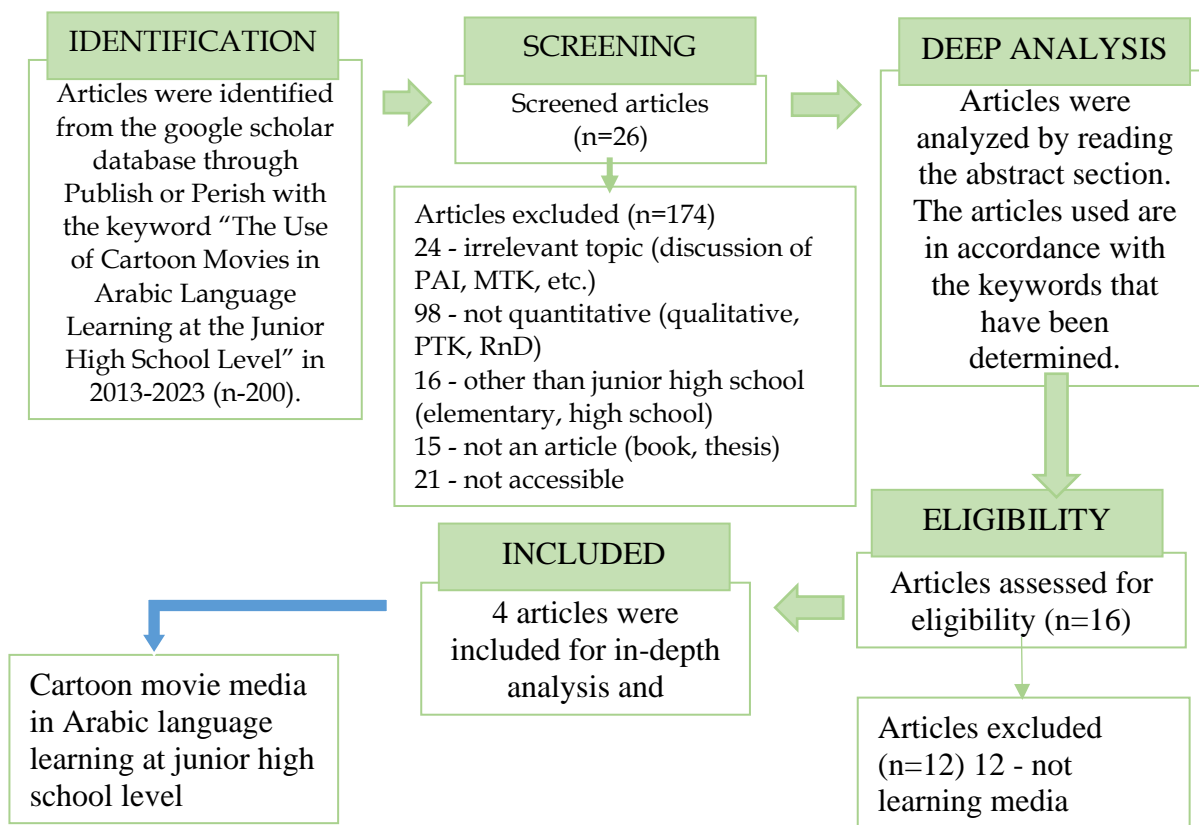 IDENTIFICATION
Articles were identified
from the google scholar
database through
Publish or Perish with
the keyword “The Use
of Cartoon Movies in
Arabic Language
Learning at the Junior
High School Level” in
2013-2023 (n-200).
SCREENING
Screened articles
(n=26)
Articles excluded (n=174)
24 - irrelevant topic (discussion of
PAI, MTK, etc.)
98 - not quantitative (qualitative,
PTK, RnD)
16 - other than junior high school
(elementary, high school)
15 - not an article (book, thesis)
21 - not accessible
DEEP ANALYSIS
Articles were
analyzed by reading
the abstract section.
The articles used are
in accordance with
the keywords that
have been
determined.
ELIGIBILITY
Articles assessed for
eligibility (n=16)
Articles excluded
(n=12) 12 - not
learning media
INCLUDED
4 articles were
included for in-depth
analysis and
Cartoon movie media
in Arabic language
learning at junior high
school level